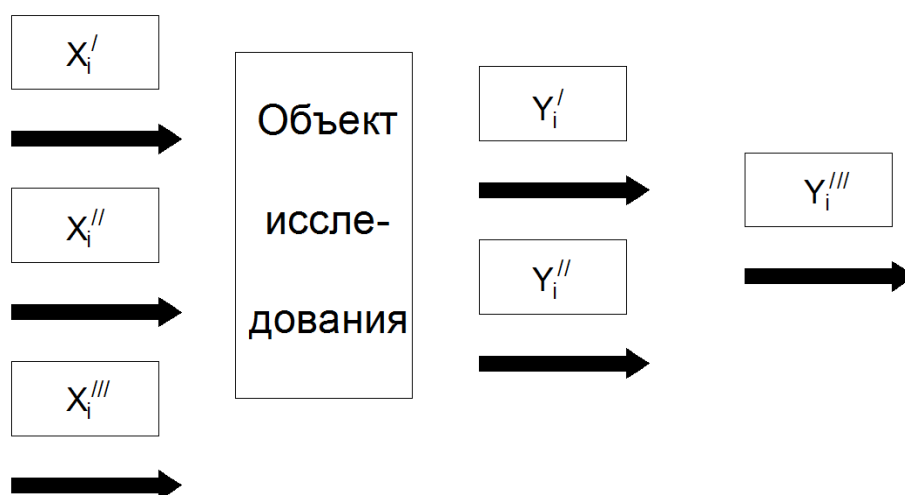 X_i^/
X_i^//
X_i^///
Объект
иссле-
дования
Y_i^/
Y_i^//
Y_i^///